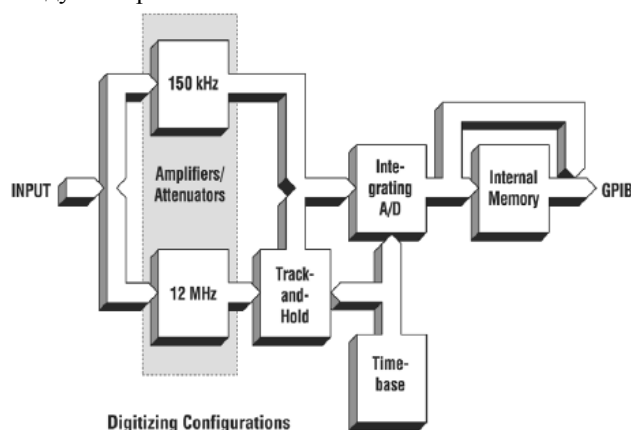 150 kHz
INPUT
Amplifiers/
Attenuators
Inte-
grating
A/D
Internal
Memory
GPIB
12 MHz
Track-
and-
Hold
Time-
base
Digitizing Configurations